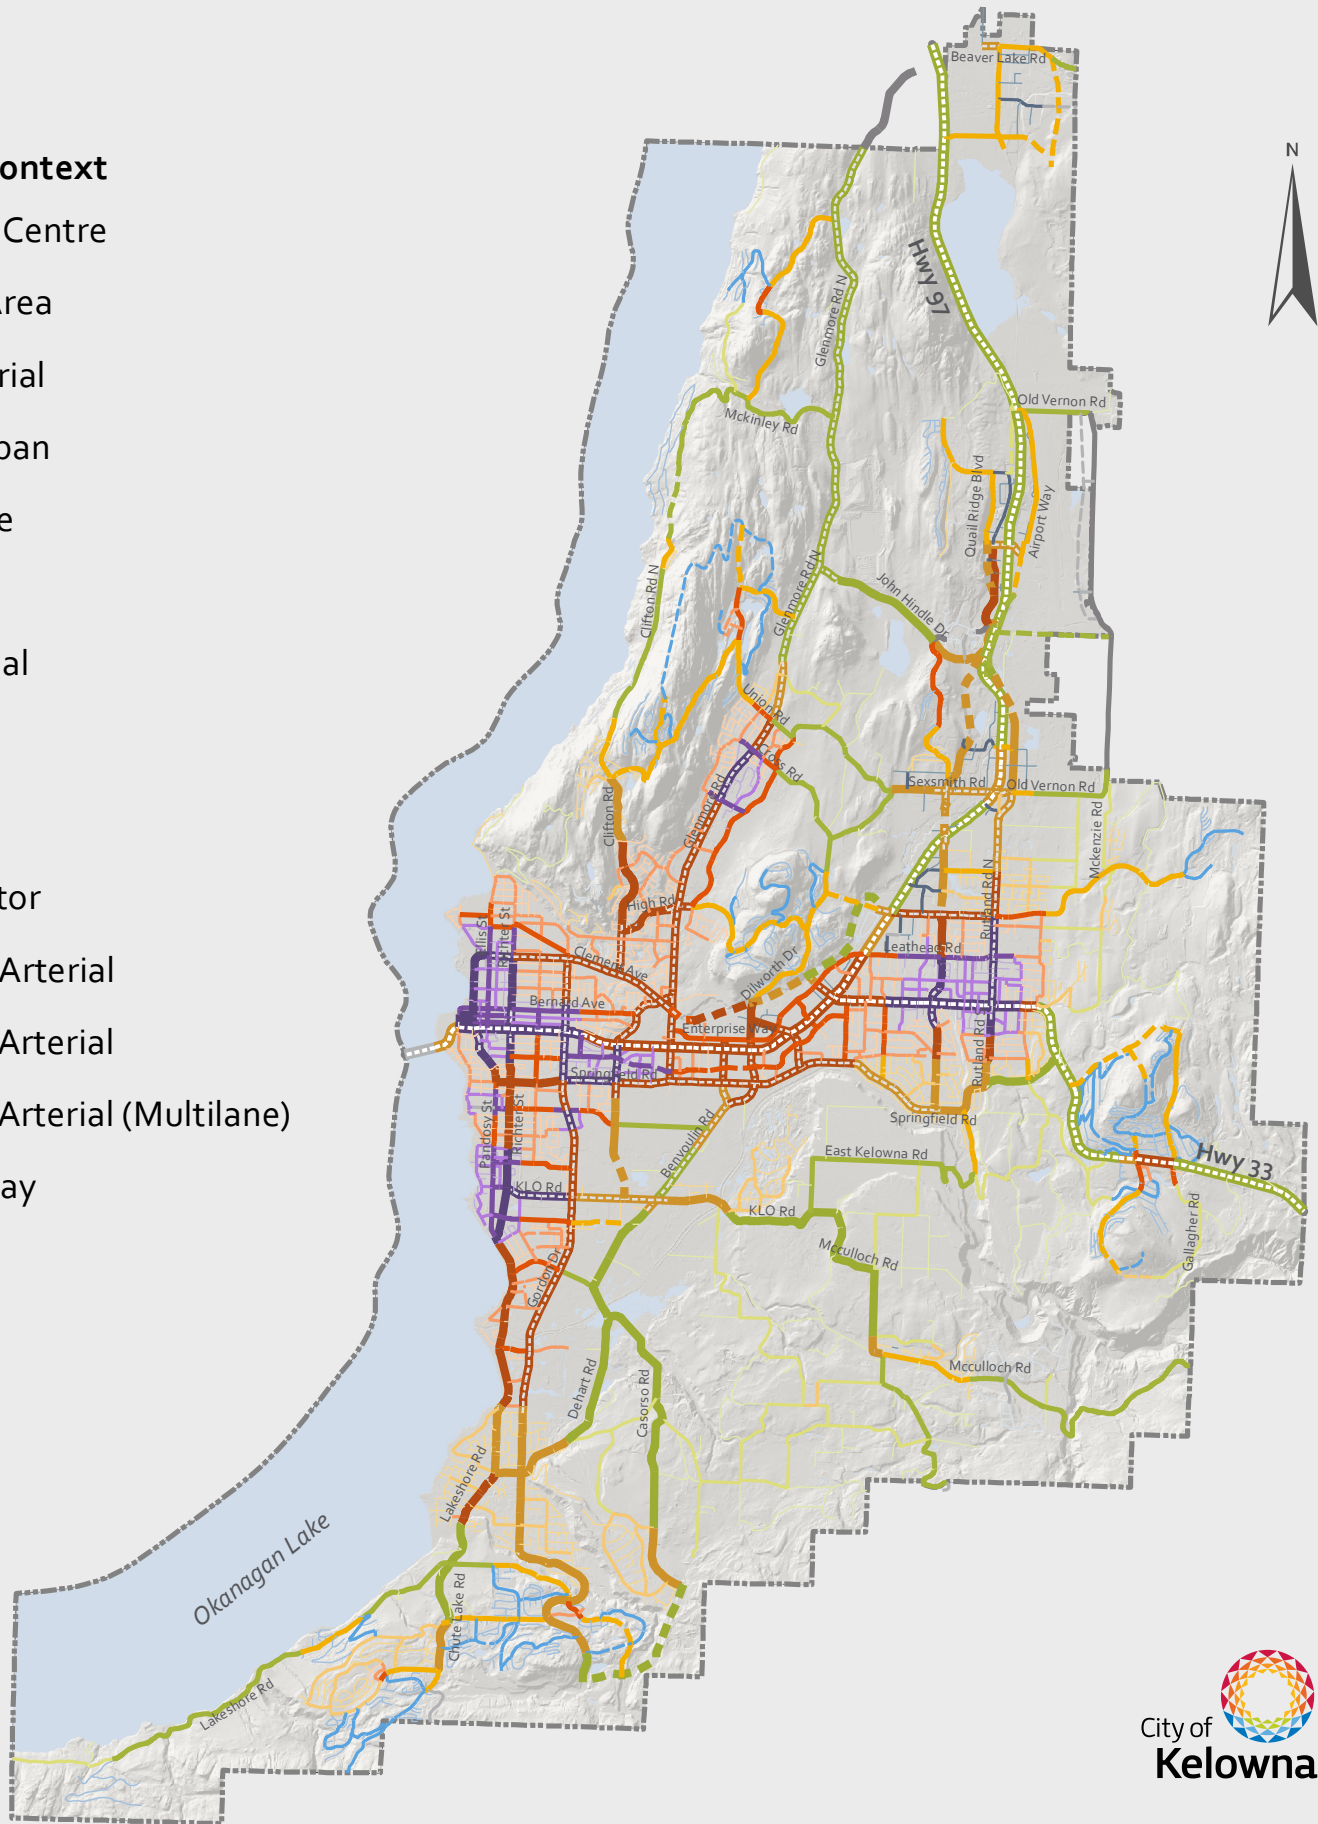 ontext
Centre
Area
rial
ban
e
al
tor
Arterial
Arterial
Arterial (Multilane)
ay
N
Beaver Lake Rd
Hwy 97
Glenmore Rd N
Old Vernon Rd
Mckinley Rd
Quail Ridge Blvd
Airport Way
Glenmore Rd N
John Hindle Dr
Clifton Rd N
Union Rd
Cross Rd
Sexsmith Rd
Old Vernon Rd
Glenmore Rd
Clifton Rd
Mckenzie Rd
Rutland Rd N
High Rd
Ellis St
Richter St
Clement Ave
Leathead Rd
Dilworth Dr
Bernard Ave
Enterprise Way
Springfield Rd
Rutland Rd S
Pandosy St
Richter St
Springfield Rd
Benvoulin Rd
East Kelowna Rd
Hwy 33
KLO Rd
KLO Rd
Mcculloch Rd
Gallagher Rd
Gordon Dr
Mcculloch Rd
Dehart Rd
Casorso Rd
Lakeshore Rd
Okanagan Lake
Chute Lake Rd
Lakeshore Rd
City of
Kelowna